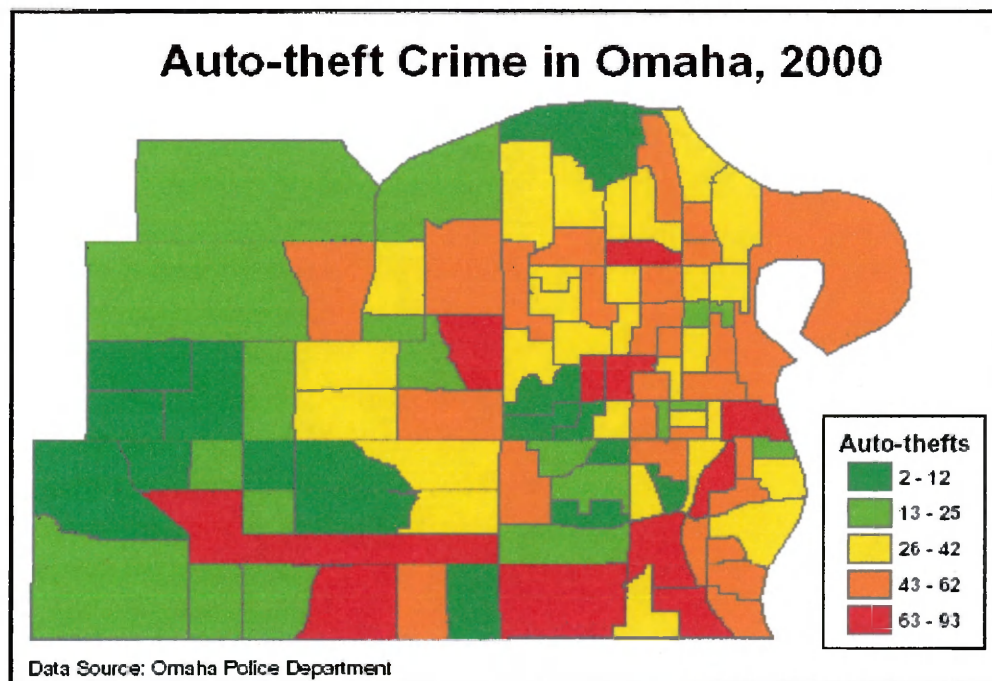 Auto-theft Crime in Omaha, 2000
Auto-thefts
2 - 12
13 - 25
26 - 42
43 - 62
63 - 93
Data Source: Omaha Police Department